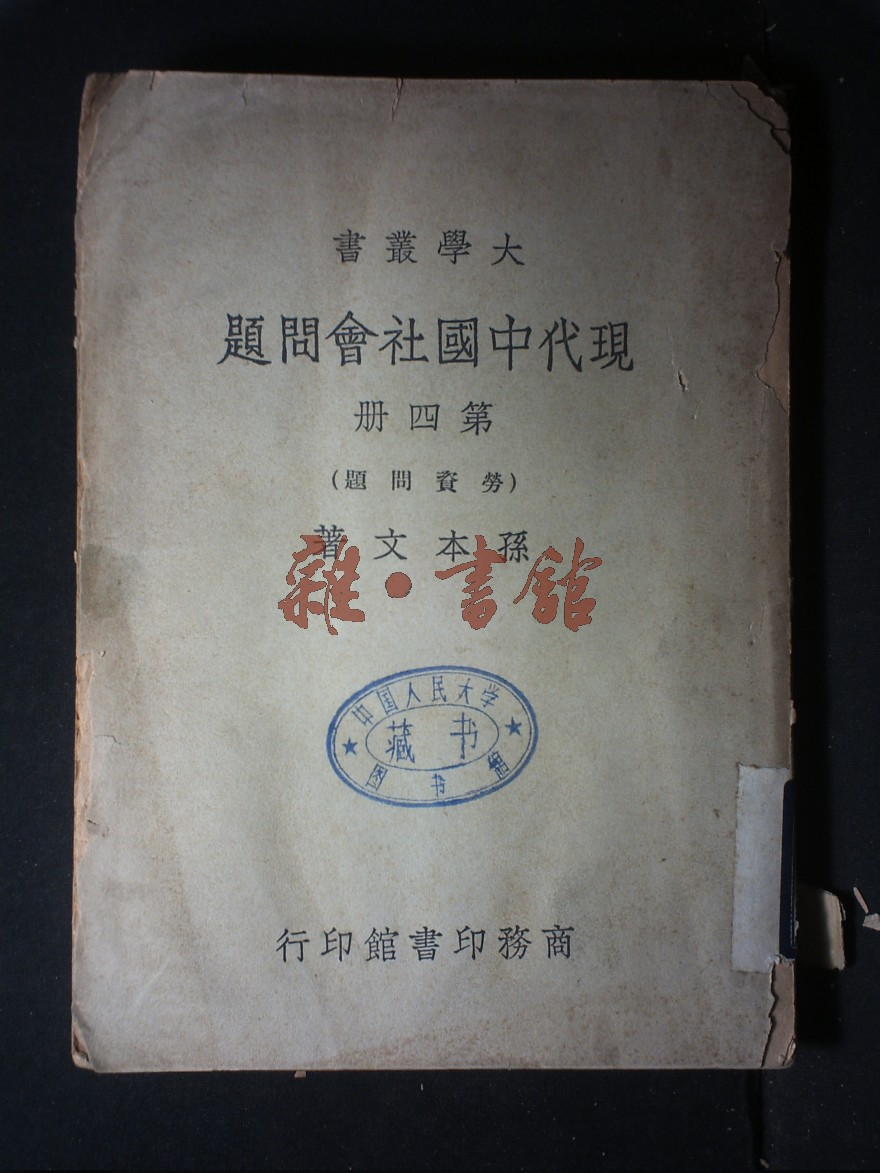 大學叢書
現代中國社會問題
第四册
(勞資問題)
孫本文著
雜·書館
中国人民大学
藏书
图书館
商務印書館印行